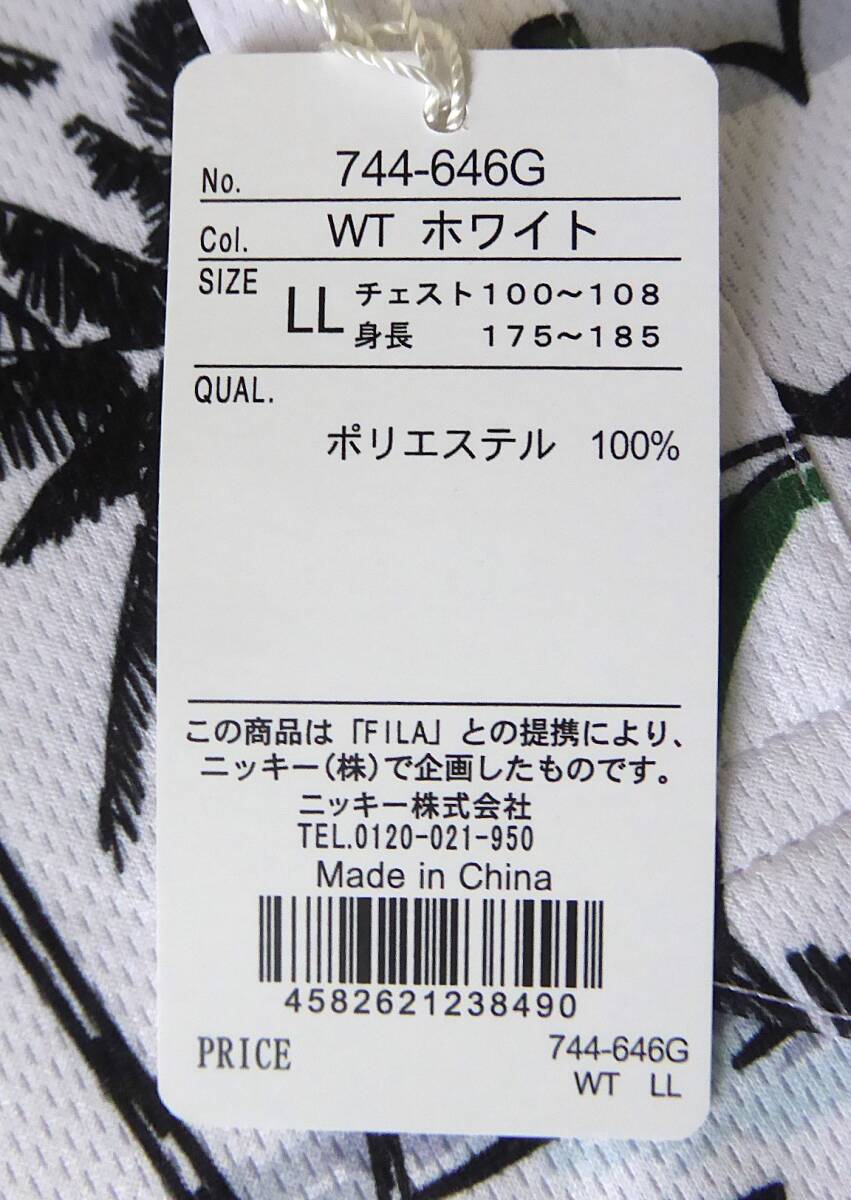 No. 744-646G
Col. WT ホワイト
SIZE LL チェスト100〜108
身長 175〜185
QUAL.
ポリエステル 100%
この商品は「FILA」との提携により、
ニッキー(株)で企画したものです。
ニッキー株式会社
TEL.0120-021-950
Made in China
4582621238490
PRICE 744-646G
WT LL